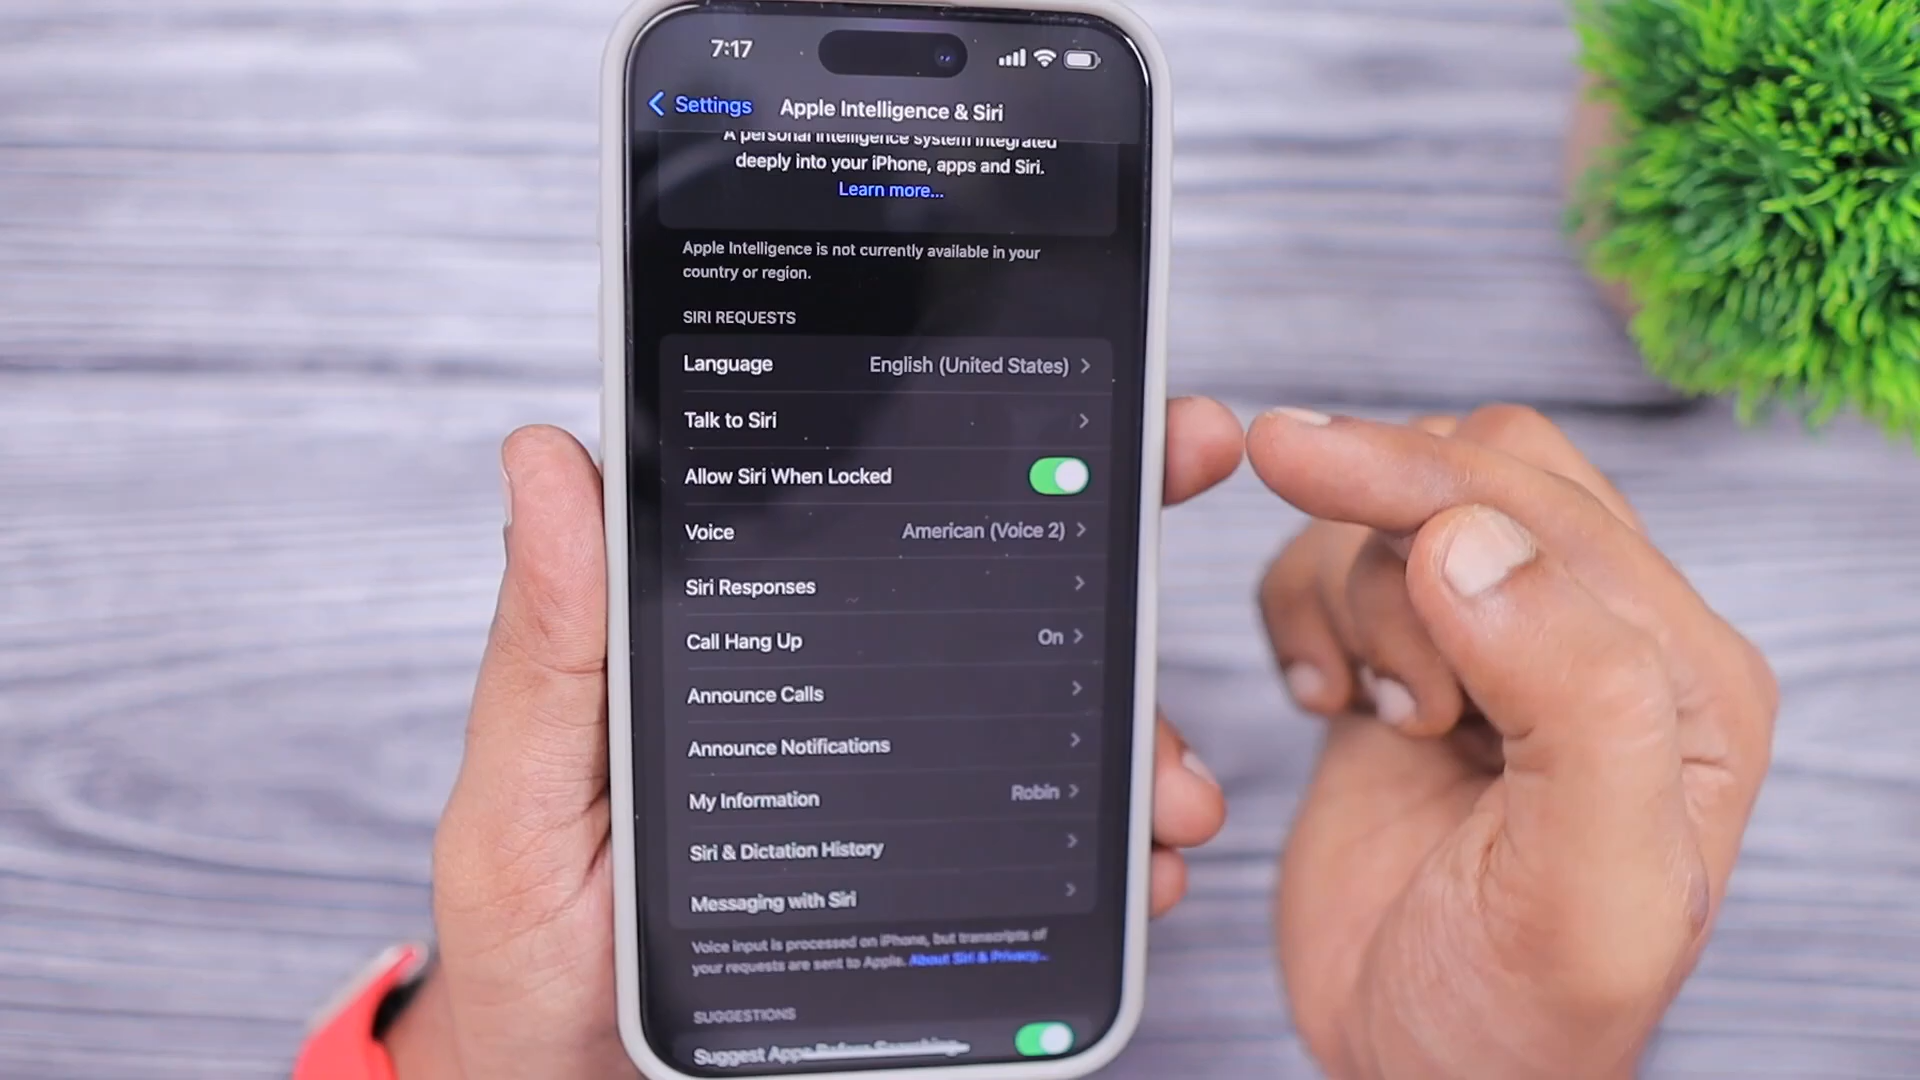 7:17
Settings
Apple Intelligence & Siri
A personal intelligence system integrated
deeply into your iPhone, apps and Siri.
Learn more...
Apple Intelligence is not currently available in your
country or region.
SIRI REQUESTS
Language English (United States)
Talk to Siri
Allow Siri When Locked
Voice American (Voice 2)
Siri Responses
Call Hang Up On
Announce Calls
Announce Notifications
My Information Robin
Siri & Dictation History
Messaging with Siri
Voice input is processed on iPhone, but transcripts of
your requests are sent to Apple. About Siri & Privacy...
SUGGESTIONS
Suggest Apps Before Searching